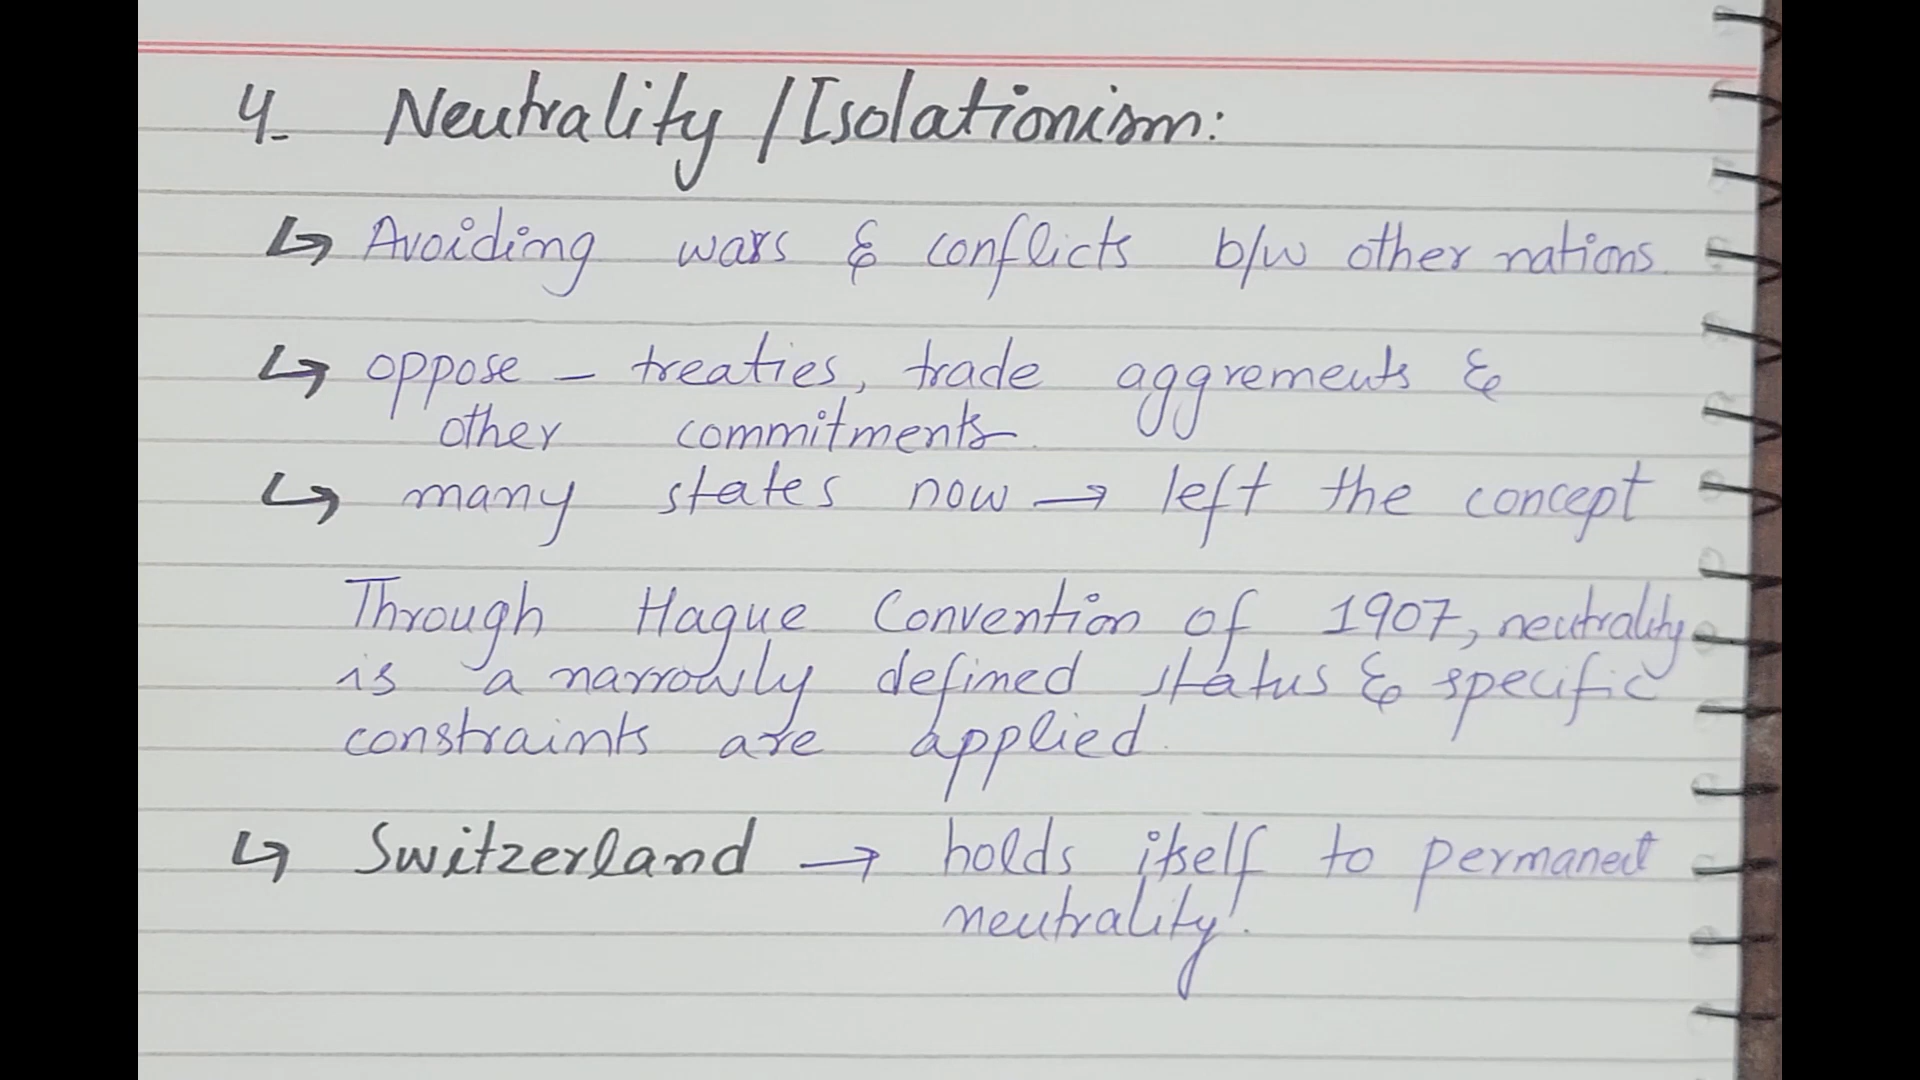 4- Neutrality / Isolationism:
↳ Avoiding wars & conflicts b/w other nations.
↳ oppose - treaties, trade aggrements &
other commitments.
↳ many states now → left the concept
Through Hague Convention of 1907, neutrality
is a narrowly defined status & specific
constraints are applied.
↳ Switzerland → holds itself to permanent
neutrality.